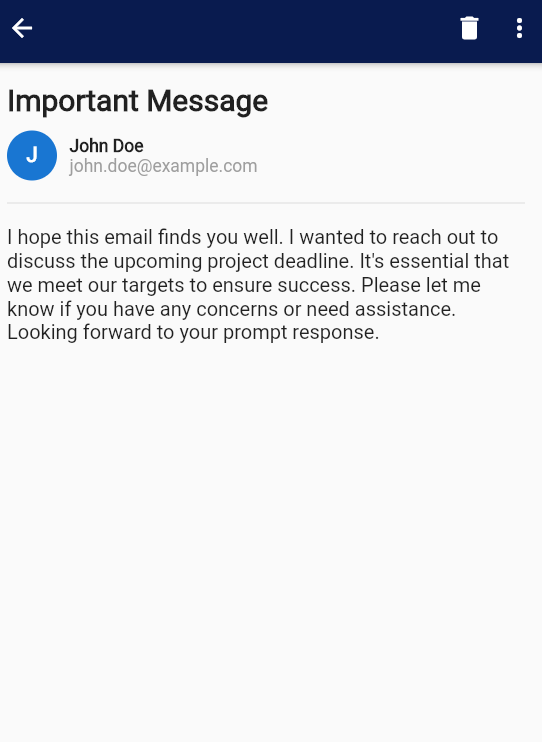 Important Message
J
John Doe
john.doe@example.com
I hope this email finds you well. I wanted to reach out to
discuss the upcoming project deadline. It's essential that
we meet our targets to ensure success. Please let me
know if you have any concerns or need assistance.
Looking forward to your prompt response.